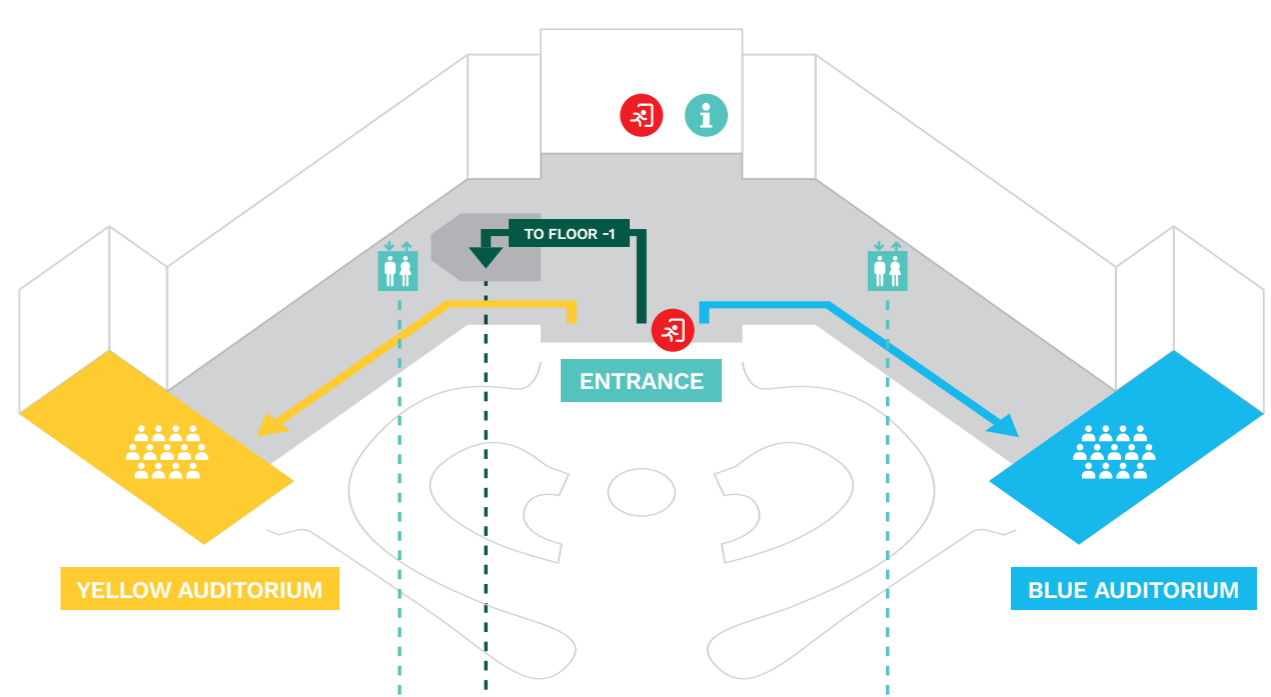 i
TO FLOOR -1
ENTRANCE
YELLOW AUDITORIUM
BLUE AUDITORIUM